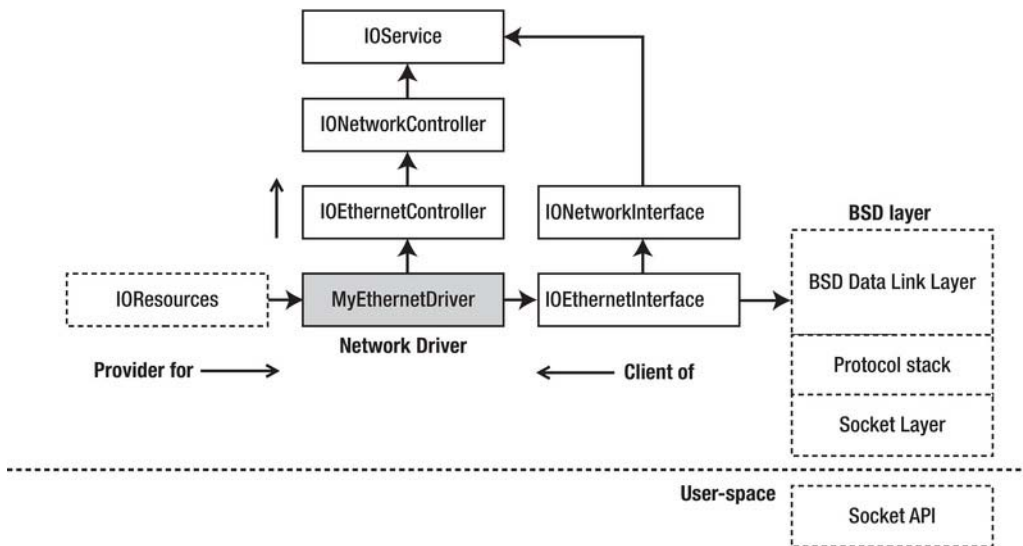 IOService
IONetworkController
IOEthernetController
IONetworkInterface
BSD layer
IOResources
MyEthernetDriver
IOEthernetInterface
BSD Data Link Layer
Network Driver
Provider for
Client of
Protocol stack
Socket Layer
User-space
Socket API